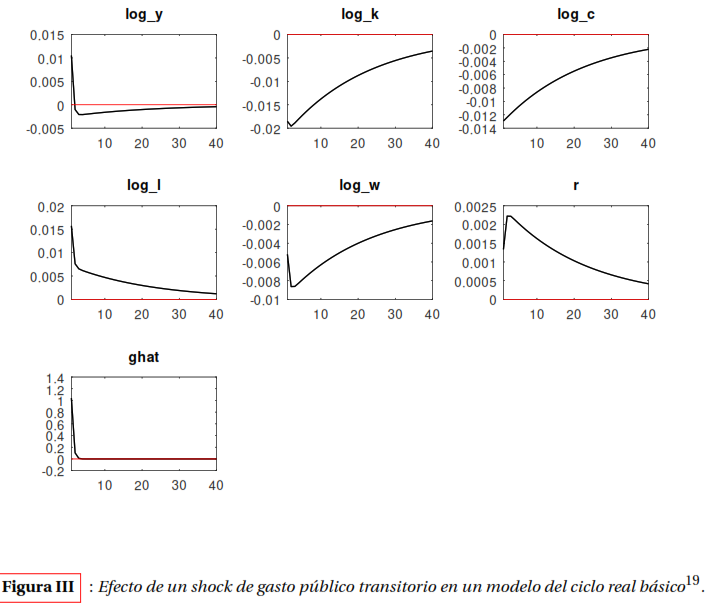 log_y
log_k
log_c
0.015
0.01
0.005
0
-0.005
10 20 30 40
0
-0.005
-0.01
-0.015
-0.02
10 20 30 40
0
-0.002
-0.004
-0.006
-0.008
-0.01
-0.012
-0.014
10 20 30 40
log_l
log_w
r
0.02
0.015
0.01
0.005
0
10 20 30 40
0
-0.002
-0.004
-0.006
-0.008
-0.01
10 20 30 40
0.0025
0.002
0.0015
0.001
0.0005
0
10 20 30 40
ghat
1.4
1.2
1
0.8
0.6
0.4
0.2
0
-0.2
10 20 30 40
Figura III : Efecto de un shock de gasto público transitorio en un modelo del ciclo real básico19.